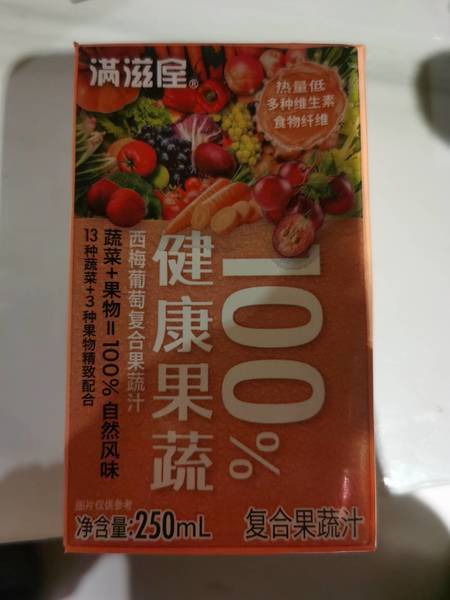 满滋屋®
热量低
多种维生素
食物纤维
100%
健康果蔬
西梅葡萄复合果蔬汁
蔬菜+果物=100%自然风味
13种蔬菜+3种果物精致配合
图片仅供参考
净含量:250mL
复合果蔬汁